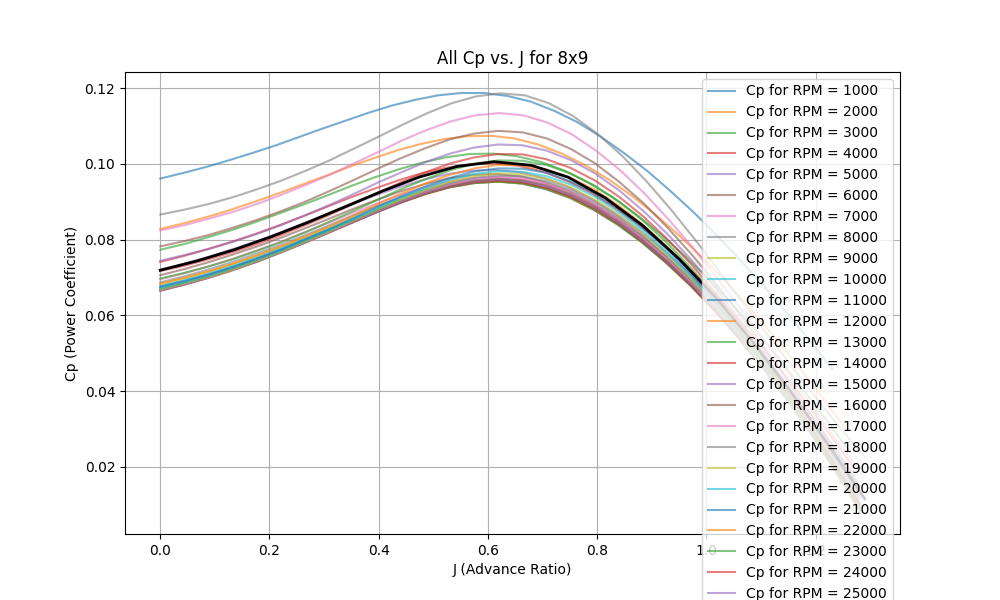 All Cp vs. J for 8x9
Cp (Power Coefficient)
0.12
0.10
0.08
0.06
0.04
0.02
0.0
0.2
0.4
0.6
0.8
1.0
J (Advance Ratio)
Cp for RPM = 1000
Cp for RPM = 2000
Cp for RPM = 3000
Cp for RPM = 4000
Cp for RPM = 5000
Cp for RPM = 6000
Cp for RPM = 7000
Cp for RPM = 8000
Cp for RPM = 9000
Cp for RPM = 10000
Cp for RPM = 11000
Cp for RPM = 12000
Cp for RPM = 13000
Cp for RPM = 14000
Cp for RPM = 15000
Cp for RPM = 16000
Cp for RPM = 17000
Cp for RPM = 18000
Cp for RPM = 19000
Cp for RPM = 20000
Cp for RPM = 21000
Cp for RPM = 22000
Cp for RPM = 23000
Cp for RPM = 24000
Cp for RPM = 25000